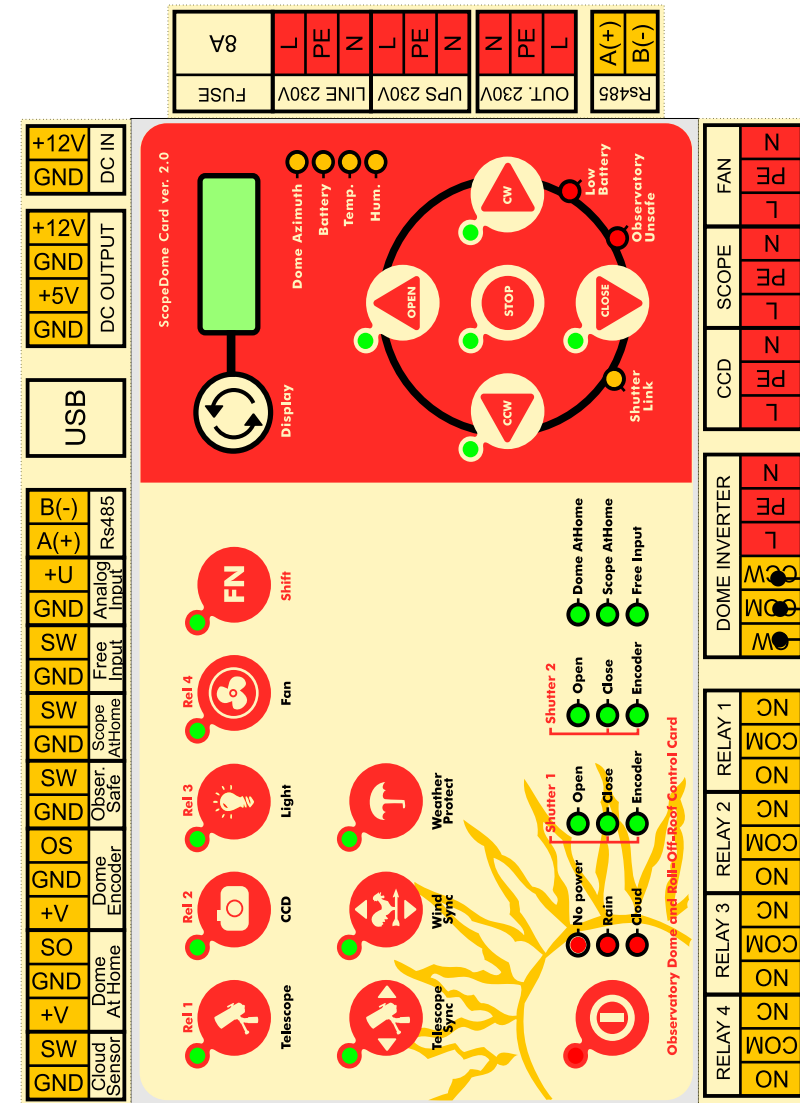 8A
L
PE
N
L
PE
N
N
PE
L
A(+)
B(-)
FUSE
LINE 230V
UPS 230V
OUT. 230V
Rs485
+12V
GND
DC IN
+12V
GND
+5V
GND
DC OUTPUT
USB
B(-)
A(+)
Rs485
+U
GND
Analog
Input
SW
GND
Free
Input
SW
GND
Scope
AtHome
SW
GND
Obser.
Safe
OS
GND
+V
Dome
Encoder
SO
GND
+V
Dome
At Home
SW
GND
Cloud
Sensor
ScopeDome Card ver. 2.0
Dome Azimuth
Battery
Temp.
Hum.
Display
CW
OPEN
STOP
CLOSE
CCW
Low
Battery
Observatory
Unsafe
Shutter
Link
FN
Shift
Rel 4
Fan
Rel 3
Light
Rel 2
CCD
Rel 1
Telescope
Weather
Protect
Wind
Sync
Telescope
Sync
Dome AtHome
Scope AtHome
Free Input
Shutter 2
Open
Close
Encoder
Shutter 1
Open
Close
Encoder
No power
Rain
Cloud
Observatory Dome and Roll-Off-Roof Control Card
FAN
N
PE
L
SCOPE
N
PE
L
CCD
N
PE
L
DOME INVERTER
N
PE
L
CCW
COM
CW
RELAY 1
NC
COM
NO
RELAY 2
NC
COM
NO
RELAY 3
NC
COM
NO
RELAY 4
NC
COM
NO